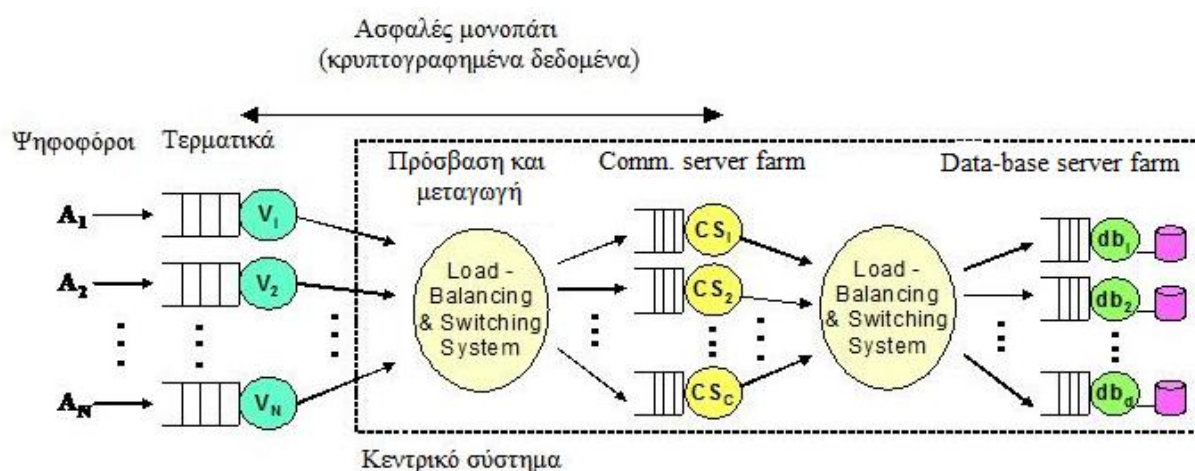 Ασφαλές μονοπάτι
(κρυπτογραφημένα δεδομένα)
Ψηφοφόροι
Τερματικά
Πρόσβαση και
μεταγωγή
Comm. server farm
Data-base server farm
A1
V1
A2
V2
AN
VN
Load -
Balancing
& Switching
System
CS1
CS2
CSC
Load -
Balancing
& Switching
System
db1
db2
dbd
Κεντρικό σύστημα